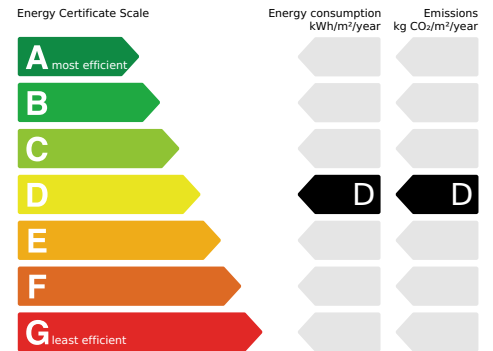 Energy Certificate Scale
Energy consumption
kWh/m²/year
Emissions
kg CO₂/m²/year
A most efficient
B
C
D D D
E
F
G least efficient